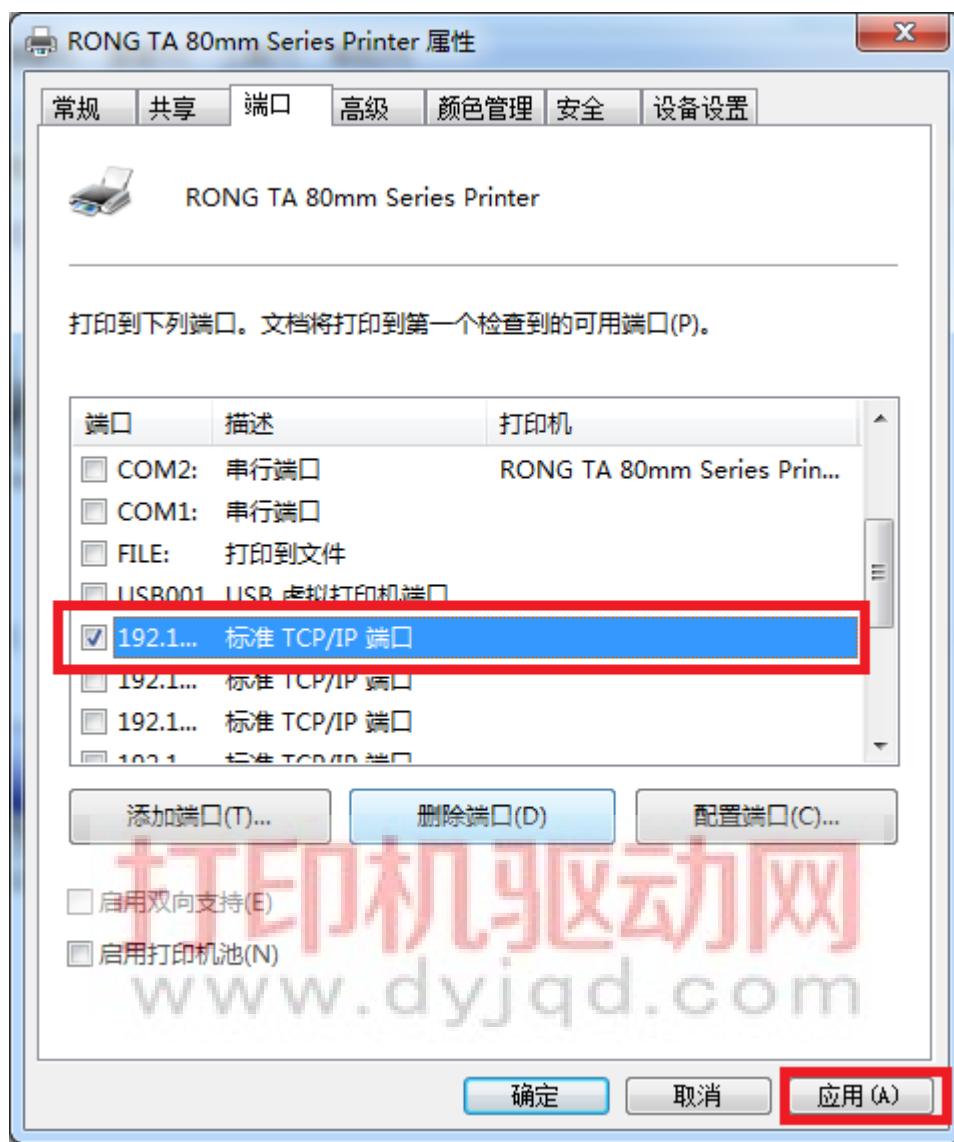 RONG TA 80mm Series Printer 属性
常规 共享 端口 高级 颜色管理 安全 设备设置
RONG TA 80mm Series Printer
打印到下列端口。文档将打印到第一个检查到的可用端口(P)。
端口 描述 打印机
COM2: 串行端口 RONG TA 80mm Series Prin...
COM1: 串行端口
FILE: 打印到文件
USB001 USB 虚拟打印机端口
192.1... 标准 TCP/IP 端口
192.1... 标准 TCP/IP 端口
192.1... 标准 TCP/IP 端口
192.1... 标准 TCP/IP 端口
添加端口(T)... 删除端口(D) 配置端口(C)...
打印机驱动网
启用双向支持(E)
启用打印机池(N)
www.dyjqd.com
确定 取消 应用(A)